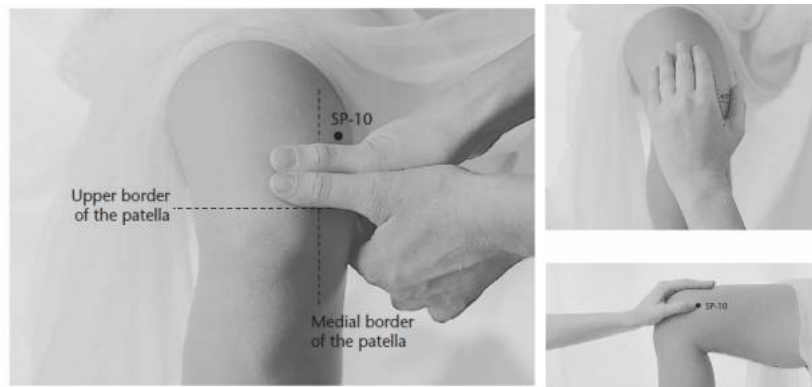 SP-10
Upper border
of the patella
Medial border
of the patella
SP-10